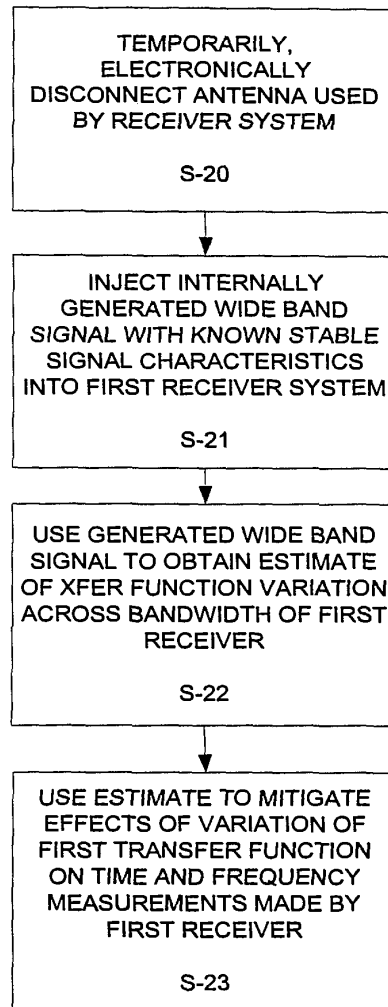 TEMPORARILY,
ELECTRONICALLY
DISCONNECT ANTENNA USED
BY RECEIVER SYSTEM
S-20
INJECT INTERNALLY
GENERATED WIDE BAND
SIGNAL WITH KNOWN STABLE
SIGNAL CHARACTERISTICS
INTO FIRST RECEIVER SYSTEM
S-21
USE GENERATED WIDE BAND
SIGNAL TO OBTAIN ESTIMATE
OF XFER FUNCTION VARIATION
ACROSS BANDWIDTH OF FIRST
RECEIVER
S-22
USE ESTIMATE TO MITIGATE
EFFECTS OF VARIATION OF
FIRST TRANSFER FUNCTION
ON TIME AND FREQUENCY
MEASUREMENTS MADE BY
FIRST RECEIVER
S-23